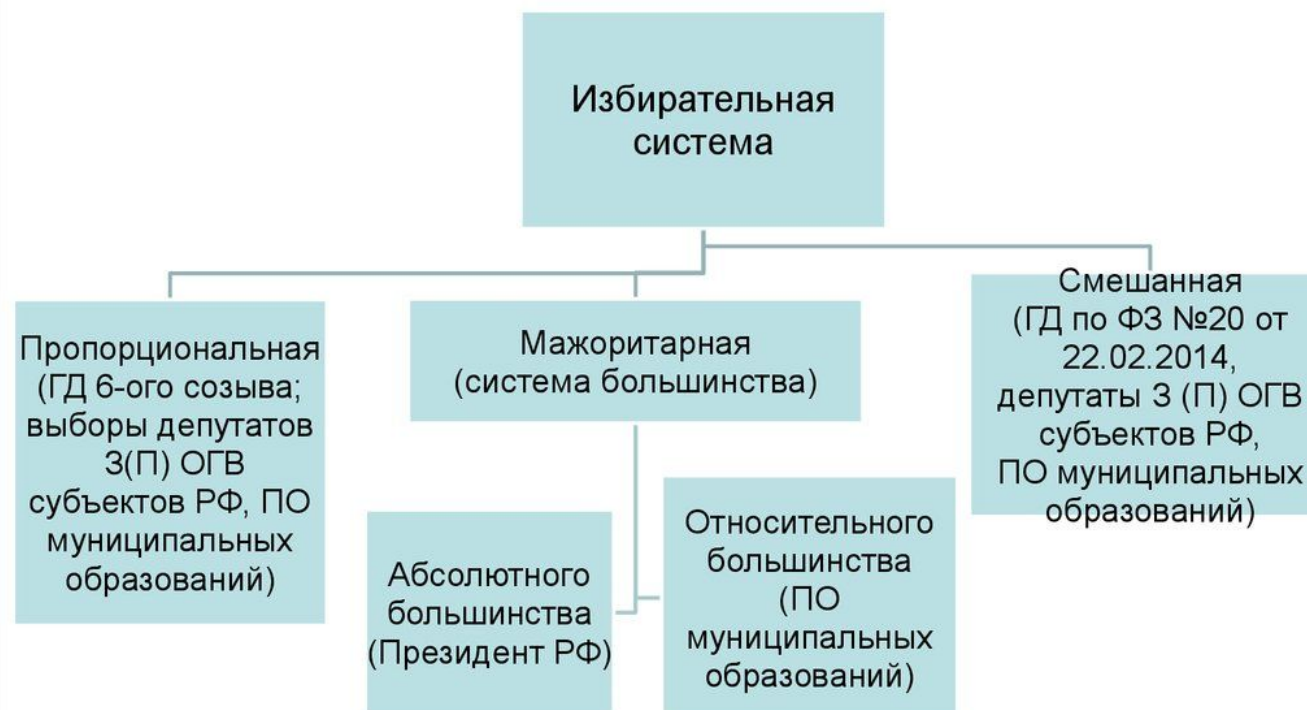 Избирательная
система
Пропорциональная
(ГД 6-ого созыва;
выборы депутатов
З(П) ОГВ
субъектов РФ, ПО
муниципальных
образований)
Мажоритарная
(система большинства)
Абсолютного
большинства
(Президент РФ)
Относительного
большинства
(ПО
муниципальных
образований)
Смешанная
(ГД по ФЗ №20 от
22.02.2014,
депутаты З (П) ОГВ
субъектов РФ,
ПО муниципальных
образований)